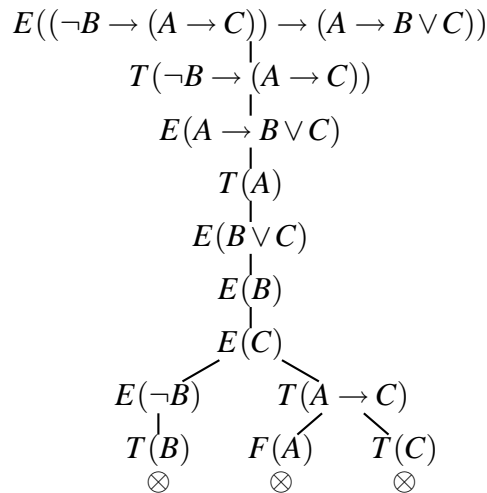 E((¬B → (A → C)) → (A → B ∨ C))
T(¬B → (A → C))
E(A → B ∨ C)
T(A)
E(B ∨ C)
E(B)
E(C)
E(¬B) T(A → C)
T(B) F(A) T(C)
⊗ ⊗ ⊗